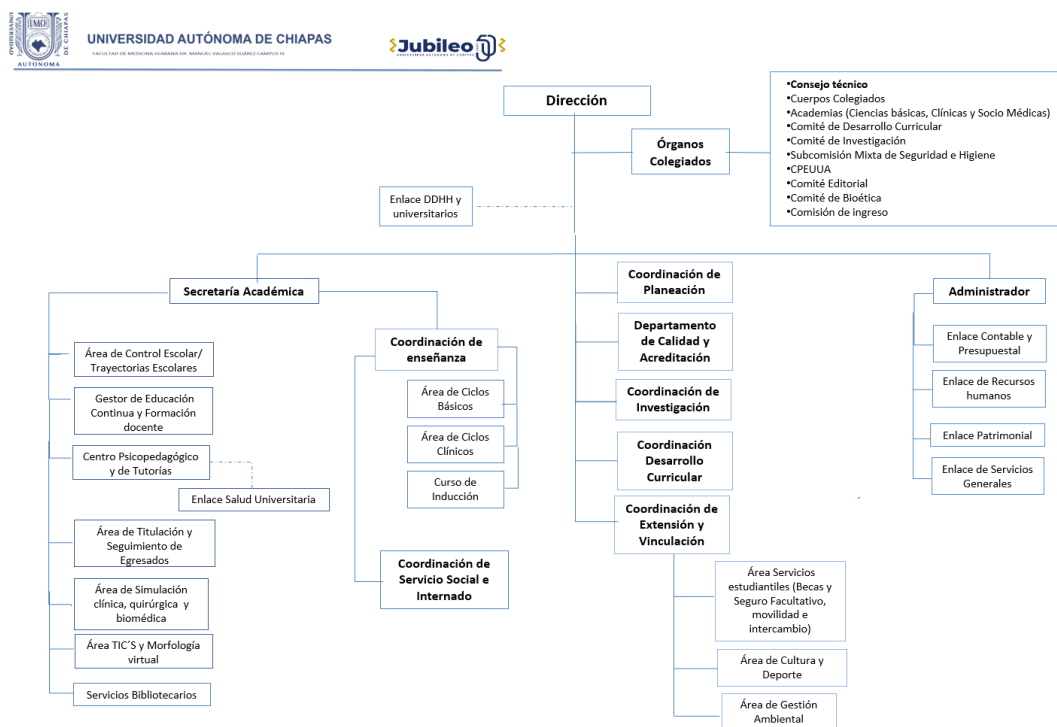 UNIVERSIDAD
UNACH
DE CHIAPAS
AUTONOMA
UNIVERSIDAD AUTÓNOMA DE CHIAPAS
FACULTAD DE MEDICINA HUMANA DR. MANUEL VELASCO SUÁREZ CAMPUS IV
Jubileo
Dirección
Órganos
Colegiados
•Consejo técnico
•Cuerpos Colegiados
•Academias (Ciencias básicas, Clínicas y Socio Médicas)
•Comité de Desarrollo Curricular
•Comité de Investigación
•Subcomisión Mixta de Seguridad e Higiene
•CPEUUA
•Comité Editorial
•Comité de Bioética
•Comisión de ingreso
Enlace DDHH y
universitarios
Secretaría Académica
Área de Control Escolar/
Trayectorias Escolares
Gestor de Educación
Continua y Formación
docente
Centro Psicopedagógico
y de Tutorías
Enlace Salud Universitaria
Área de Titulación y
Seguimiento de
Egresados
Área de Simulación
clínica, quirúrgica y
biomédica
Área TIC´S y Morfología
virtual
Servicios Bibliotecarios
Coordinación de
enseñanza
Área de Ciclos
Básicos
Área de Ciclos
Clínicos
Curso de
Inducción
Coordinación de
Servicio Social e
Internado
Coordinación de
Planeación
Departamento
de Calidad y
Acreditación
Coordinación de
Investigación
Coordinación
Desarrollo
Curricular
Coordinación de
Extensión y
Vinculación
Área Servicios
estudiantiles (Becas y
Seguro Facultativo,
movilidad e
intercambio)
Área de Cultura y
Deporte
Área de Gestión
Ambiental
Administrador
Enlace Contable y
Presupuestal
Enlace de Recursos
humanos
Enlace Patrimonial
Enlace de Servicios
Generales